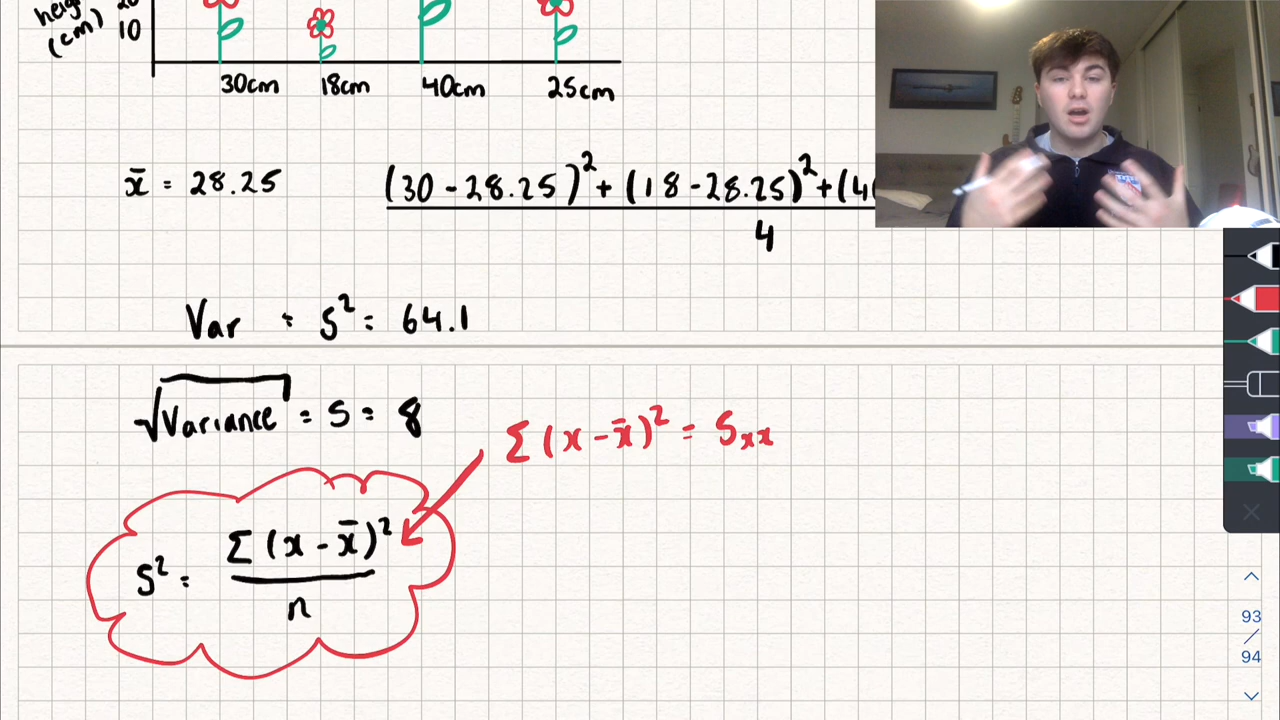 (cm)
10
30cm 18cm 40cm 25cm
x̄ = 28.25
(30 - 28.25)² + (18 - 28.25)² + (4
4
Var = S² = 64.1
√Variance = S = 8
Σ (x - x̄)² = Sxx
S² = Σ (x - x̄)²
n
93
/
94